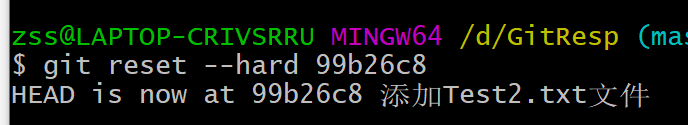 zss@LAPTOP-CRIVSRRU MINGW64 /d/GitResp (mas
$ git reset --hard 99b26c8
HEAD is now at 99b26c8 添加Test2.txt文件